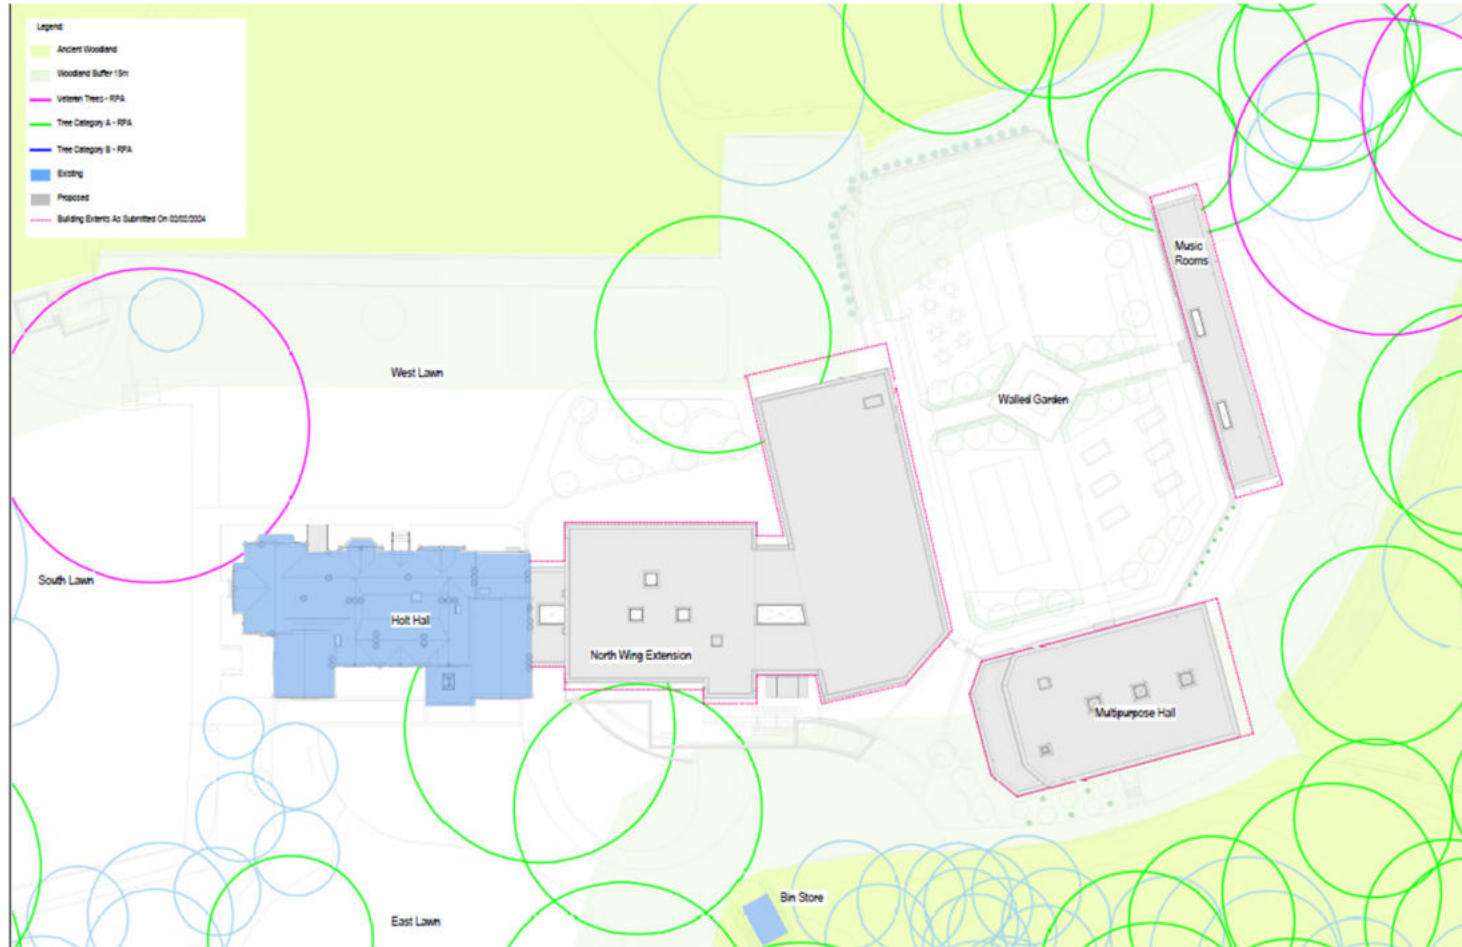 Legend:
Ancient Woodland
Woodland Buffer 15m
Veteran Trees - RPA
Tree Category A - RPA
Tree Category B - RPA
Existing
Proposed
Building Extents As Submitted On 02/02/2024
Music
Rooms
West Lawn
Walled Garden
South Lawn
Holt Hall
North Wing Extension
Multipurpose Hall
Bin Store
East Lawn